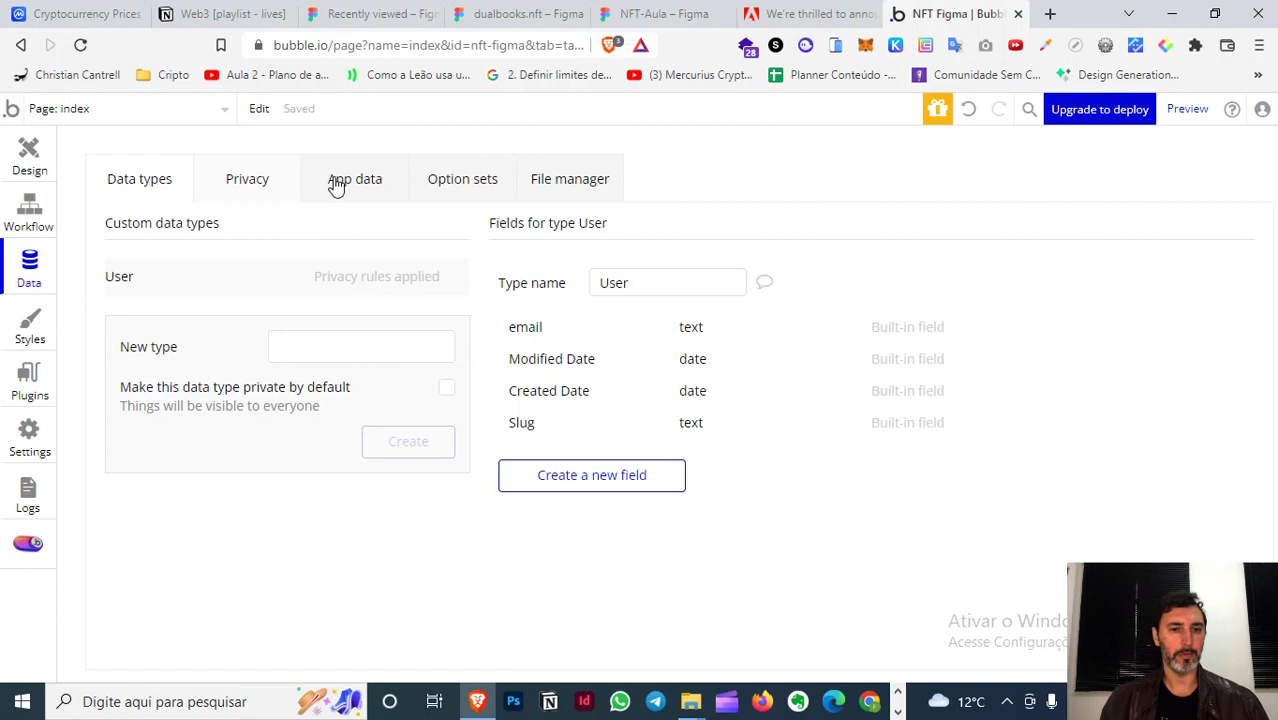 Cryptocurrency Prices,
Web3 [playlist - lives]
Recently viewed – Fig
dualbooks.nft – Figma
NFT-Aula – Figma
We're thrilled to anno
NFT Figma | Bubbl
bubble.io/page?name=index&id=nft-figma&tab=ta...
3
28
Christian Cantrell
Cripto
Aula 2 - Plano de a...
Como a Leão usa u...
2. Definir limites de...
(3) Mercurius Crypt...
Planner Conteúdo -...
Comunidade Sem C...
Design Generation...
Page: index
Edit
Saved
Upgrade to deploy
Preview
Design
Workflow
Data
Styles
Plugins
Settings
Logs
Data types
Privacy
App data
Option sets
File manager
Custom data types
User
Privacy rules applied
New type
Make this data type private by default
Things will be visible to everyone
Create
Fields for type User
Type name
User
email text Built-in field
Modified Date date Built-in field
Created Date date Built-in field
Slug text Built-in field
Create a new field
Ativar o Windo
Acesse Configuraçõ
Digite aqui para pesquisar
12°C